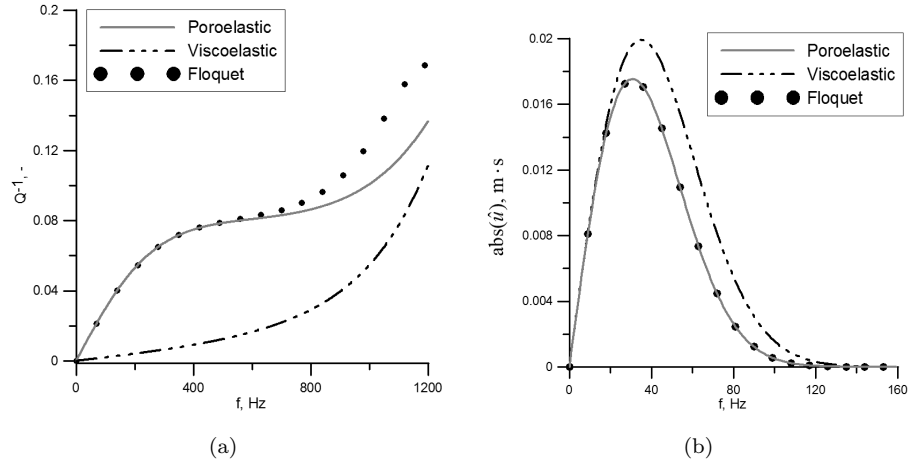 0.2
0.16
0.12
0.08
0.04
0
Q⁻¹, -
Poroelastic
Viscoelastic
Floquet
0 400 800 1200
f, Hz
(a)
0.02
0.016
0.012
0.008
0.004
0
abs(û), m·s
Poroelastic
Viscoelastic
Floquet
0 40 80 120 160
f, Hz
(b)